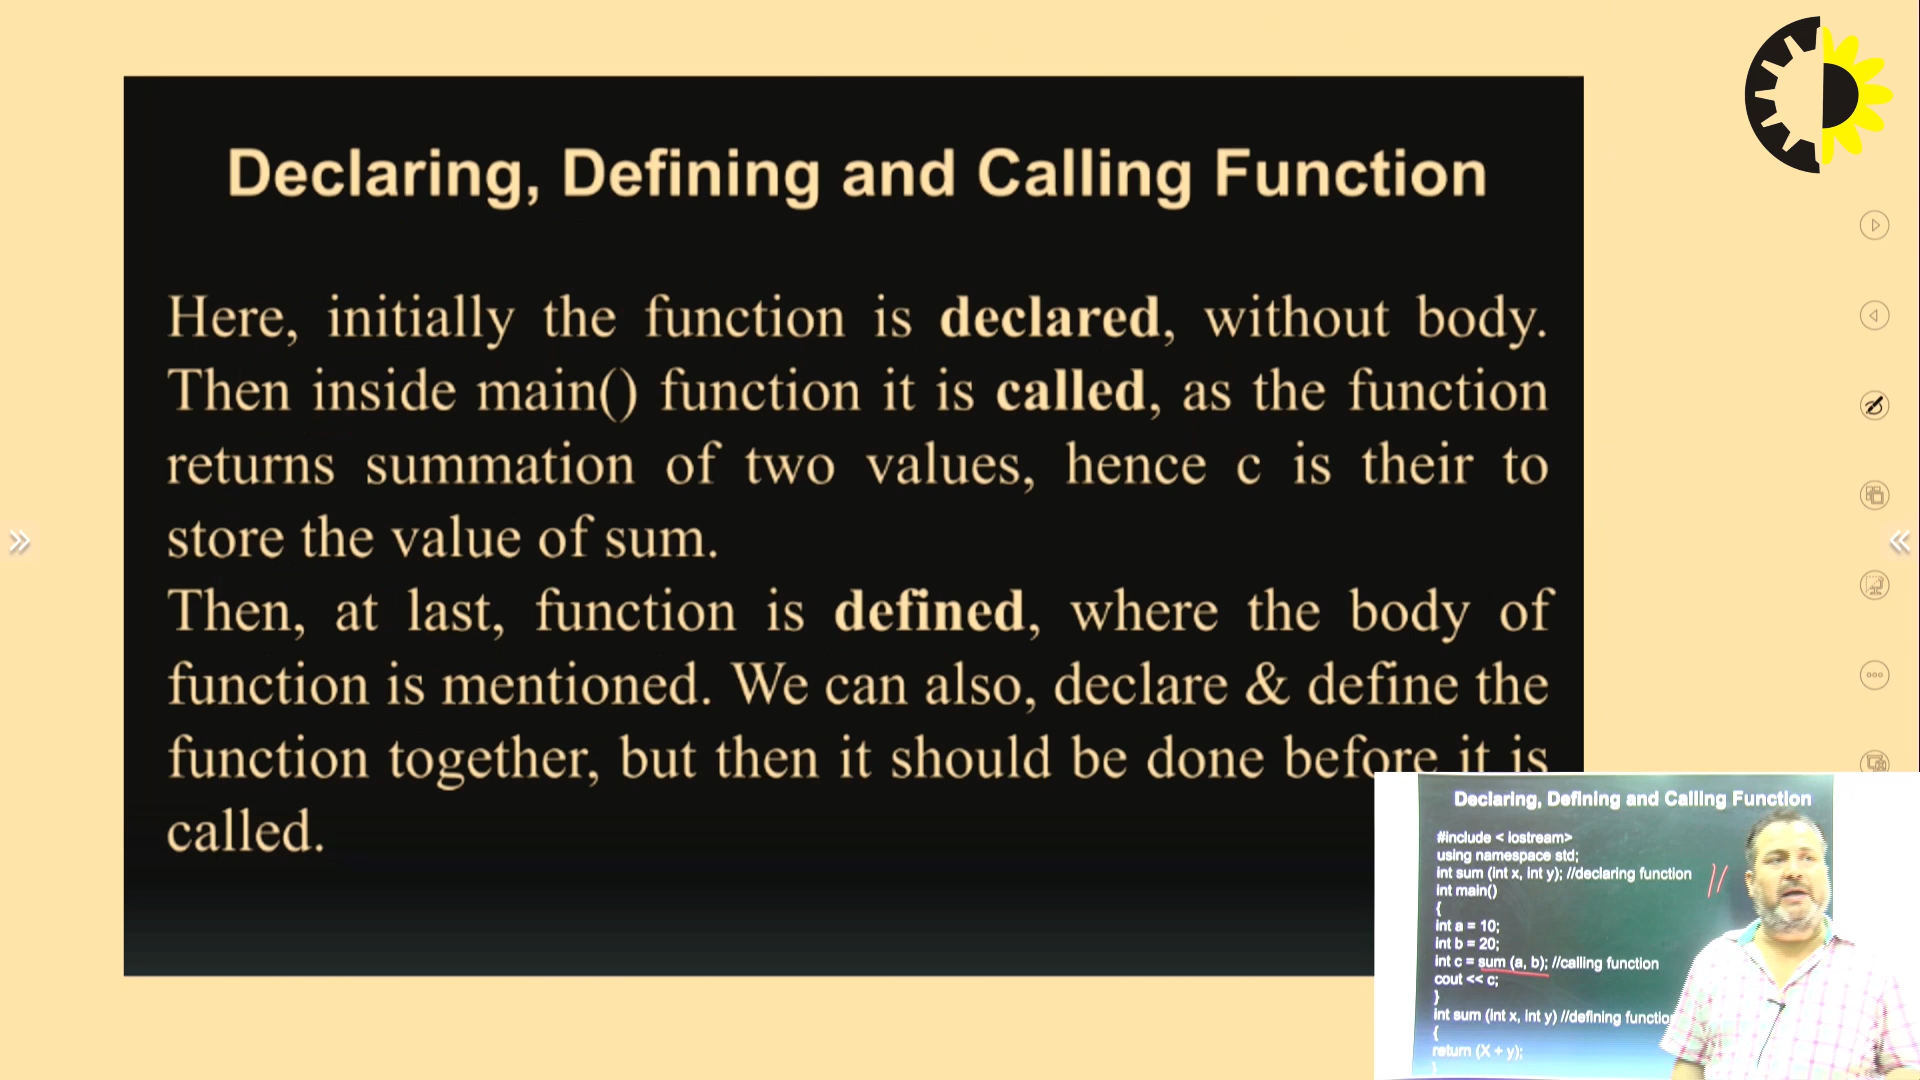 Declaring, Defining and Calling Function
Here, initially the function is declared, without body.
Then inside main() function it is called, as the function
returns summation of two values, hence c is their to
store the value of sum.
Then, at last, function is defined, where the body of
function is mentioned. We can also, declare & define the
function together, but then it should be done before it is
called.
Declaring, Defining and Calling Function
#include < iostream>
using namespace std;
int sum (int x, int y); //declaring function
int main()
{
int a = 10;
int b = 20;
int c = sum (a, b); //calling function
cout << c;
}
int sum (int x, int y) //defining function
{
return (X + y);
}